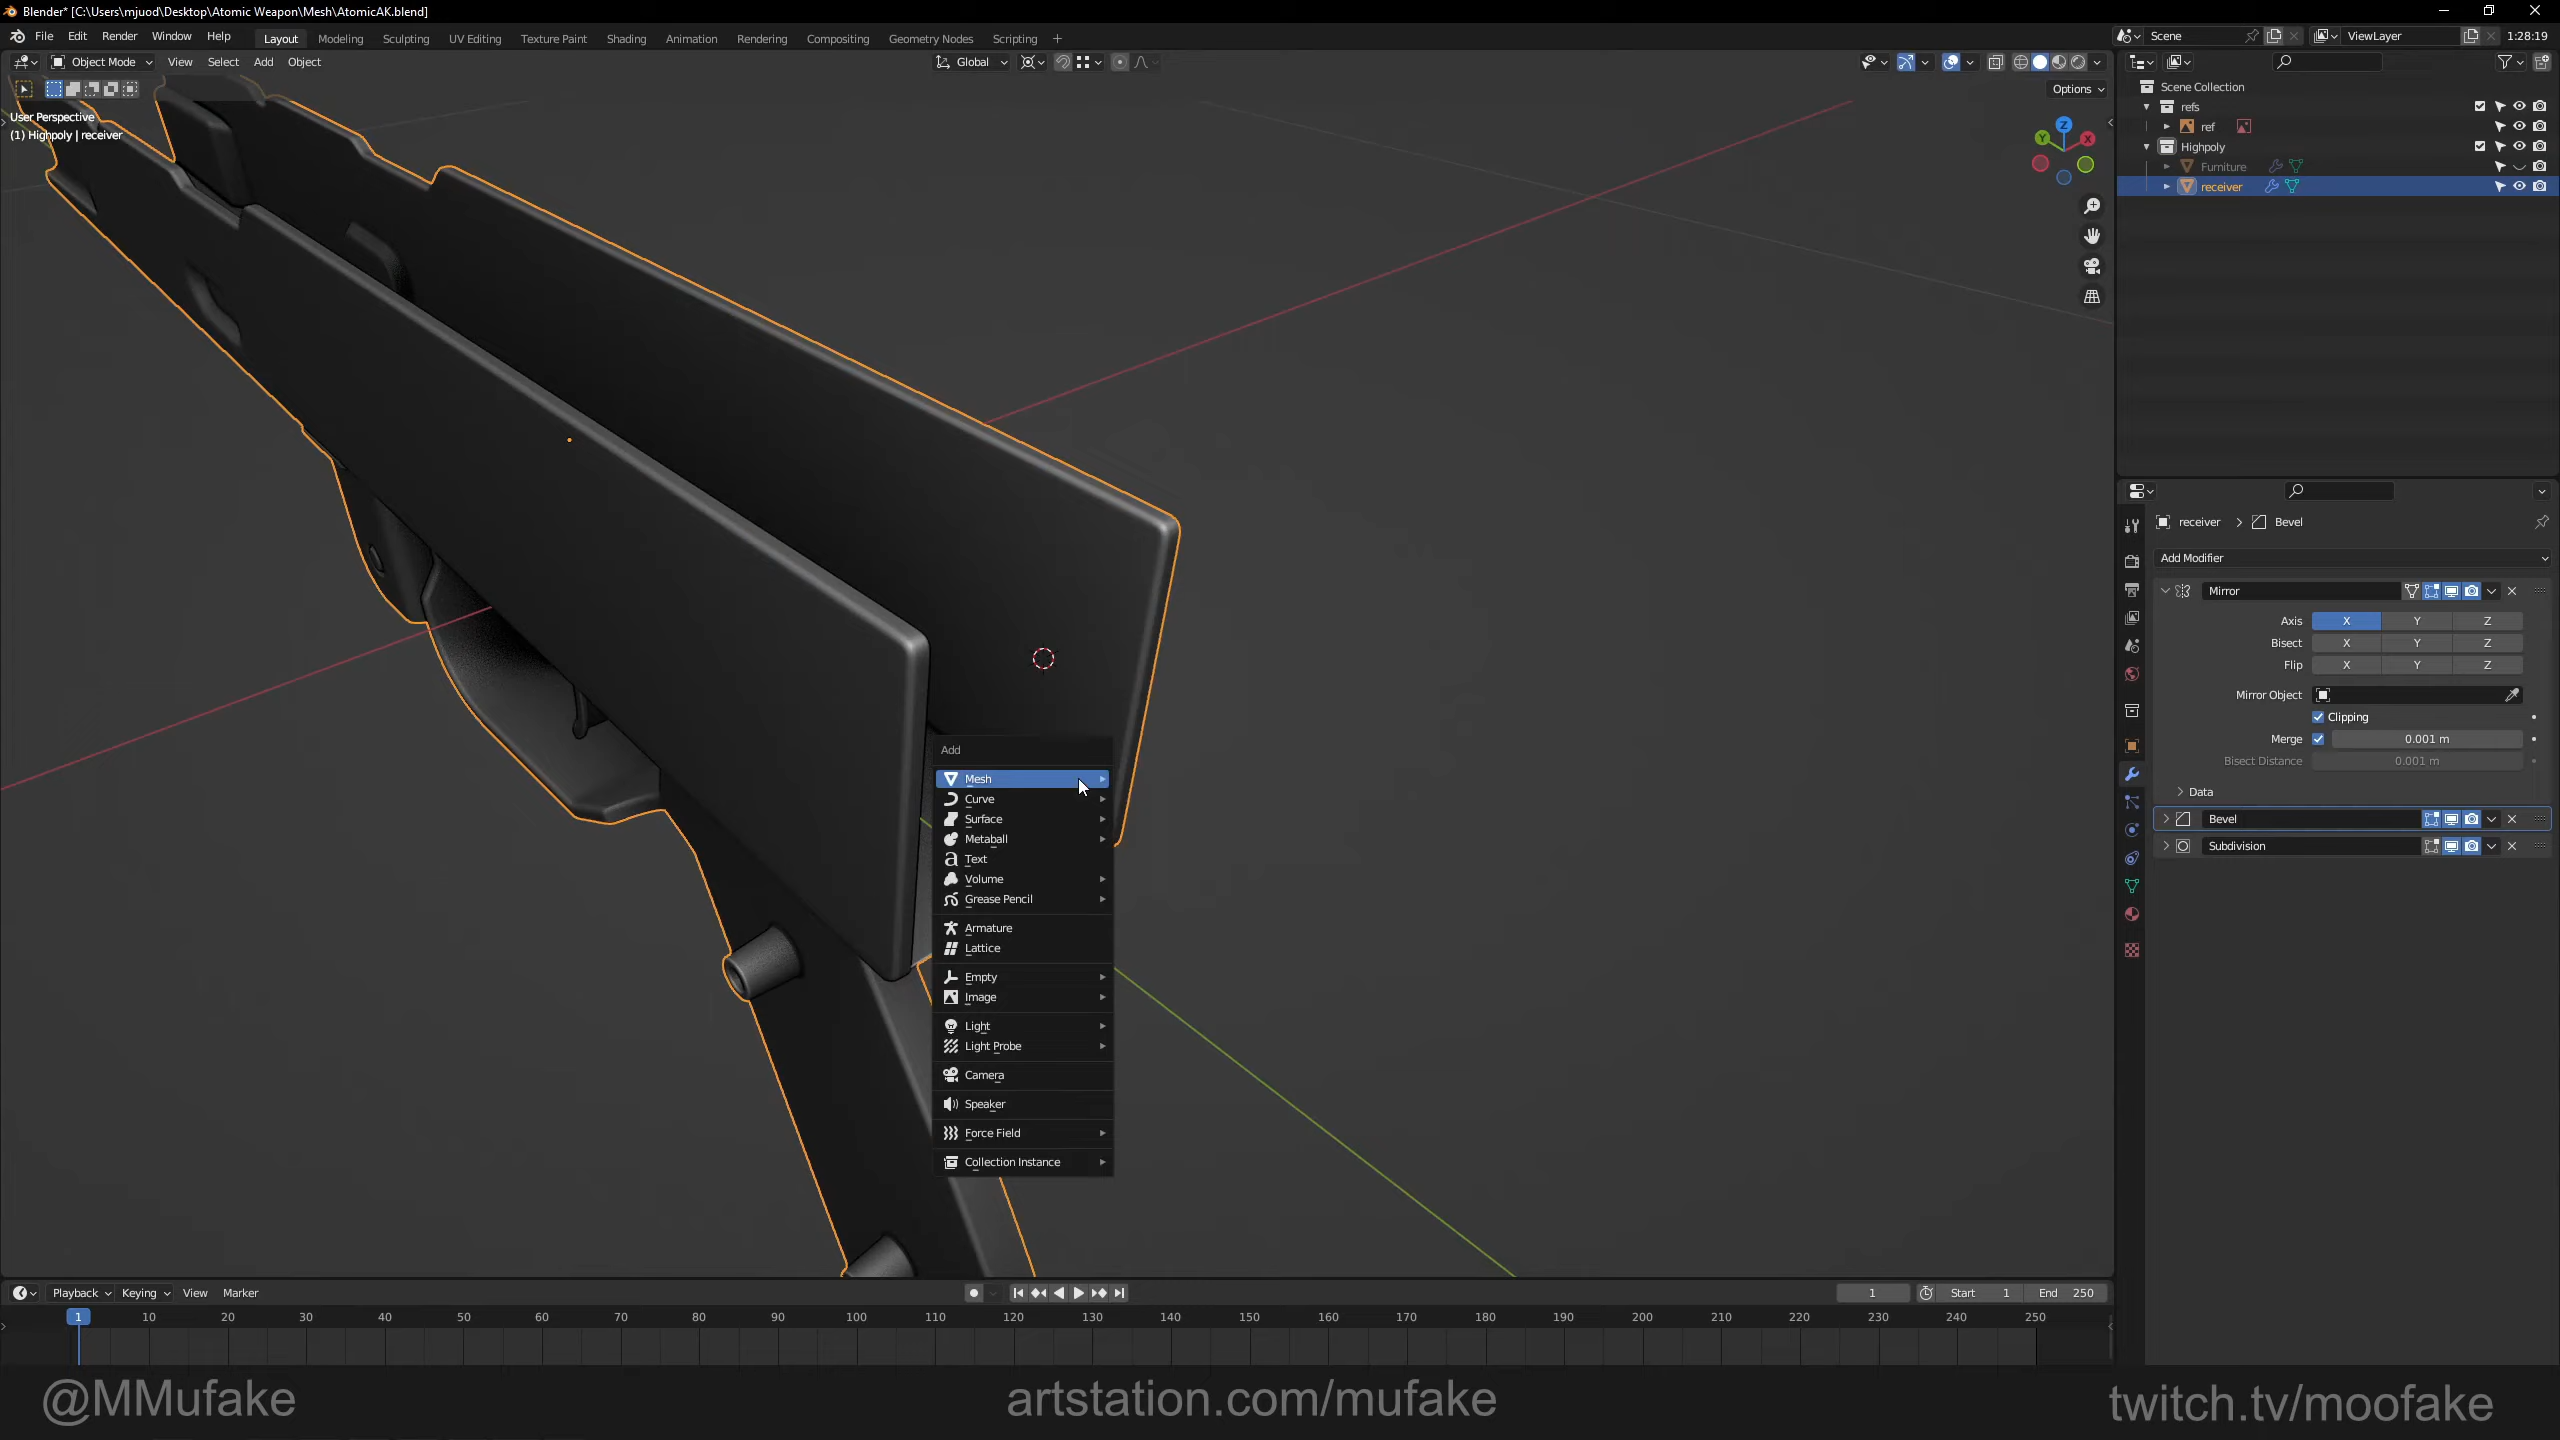 Blender* [C:\Users\mjuod\Desktop\Atomic Weapon\Mesh\AtomicAK.blend]
File Edit Render Window Help Layout Modeling Sculpting UV Editing Texture Paint Shading Animation Rendering Compositing Geometry Nodes Scripting + Scene ViewLayer 1:28:19
Object Mode View Select Add Object Global
Options
User Perspective
(1) Highpoly | receiver
Z
Y
X
Add
Mesh
Curve
Surface
Metaball
Text
Volume
Grease Pencil
Armature
Lattice
Empty
Image
Light
Light Probe
Camera
Speaker
Force Field
Collection Instance
Scene Collection
refs
ref
Highpoly
Furniture
receiver
receiver > Bevel
Add Modifier
Mirror
Axis X Y Z
Bisect X Y Z
Flip X Y Z
Mirror Object
Clipping
Merge 0.001 m
Bisect Distance 0.001 m
Data
Bevel
Subdivision
Playback Keying View Marker 1 Start 1 End 250
1 10 20 30 40 50 60 70 80 90 100 110 120 130 140 150 160 170 180 190 200 210 220 230 240 250
@MMufake artstation.com/mufake twitch.tv/moofake